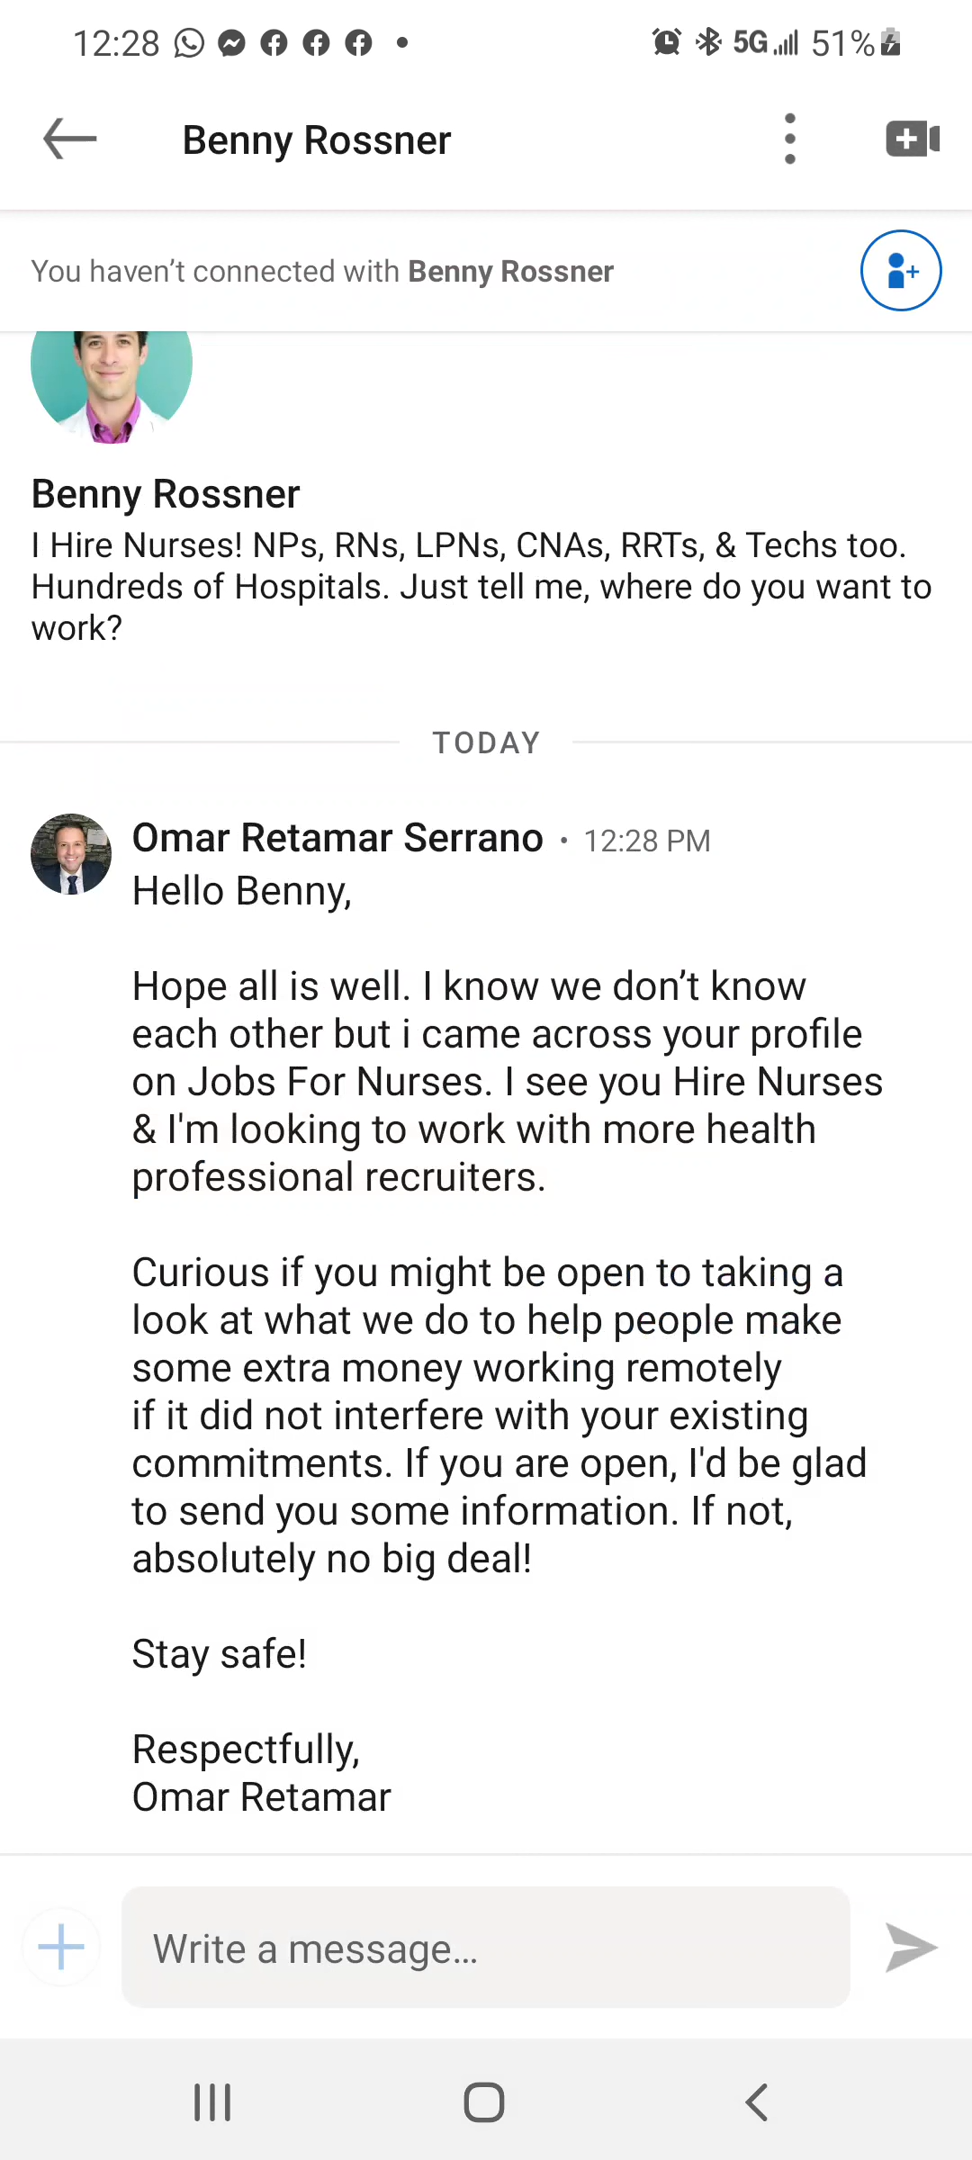 12:28
5G 51%
Benny Rossner
You haven’t connected with Benny Rossner
Benny Rossner
I Hire Nurses! NPs, RNs, LPNs, CNAs, RRTs, & Techs too.
Hundreds of Hospitals. Just tell me, where do you want to
work?
TODAY
Omar Retamar Serrano • 12:28 PM
Hello Benny,
Hope all is well. I know we don’t know
each other but i came across your profile
on Jobs For Nurses. I see you Hire Nurses
& I'm looking to work with more health
professional recruiters.
Curious if you might be open to taking a
look at what we do to help people make
some extra money working remotely
if it did not interfere with your existing
commitments. If you are open, I'd be glad
to send you some information. If not,
absolutely no big deal!
Stay safe!
Respectfully,
Omar Retamar
Write a message...